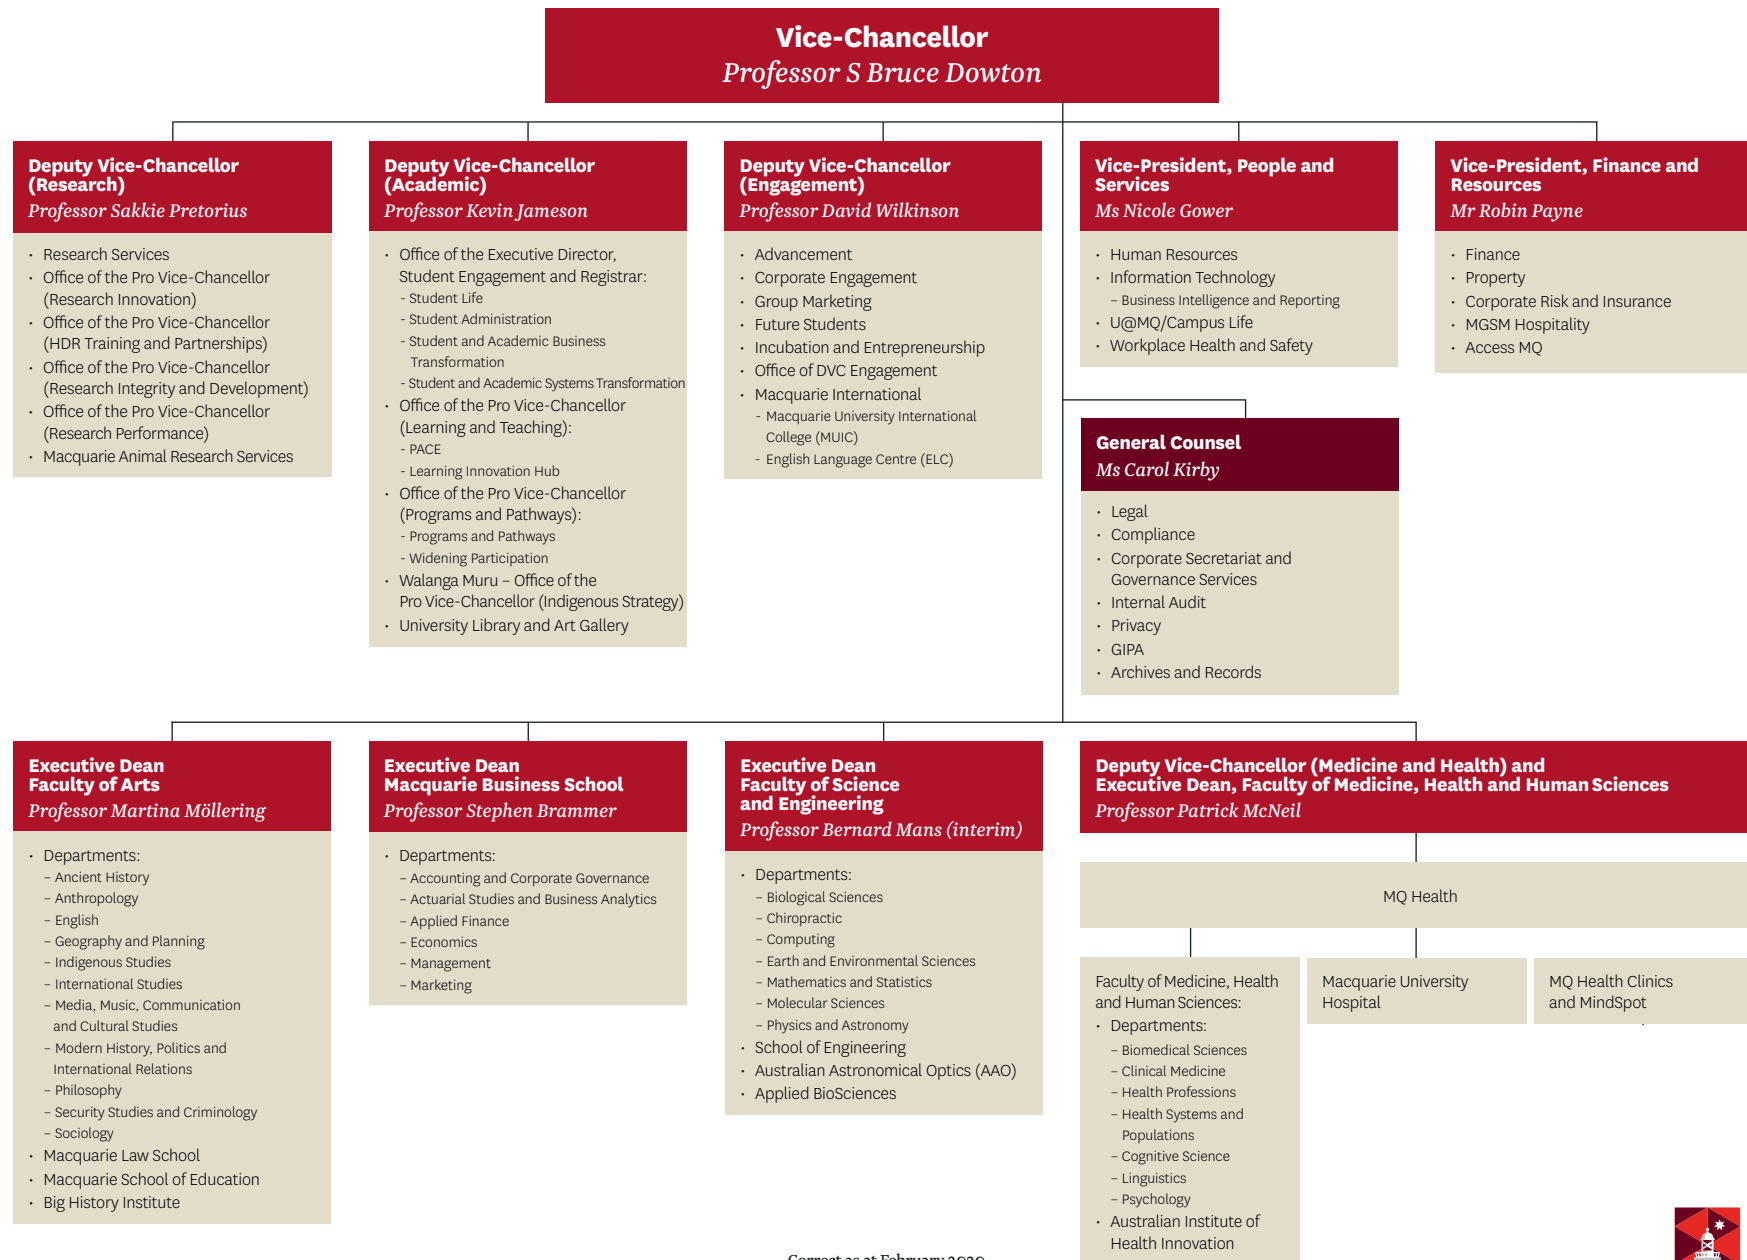 Vice-Chancellor
Professor S Bruce Dowton
Deputy Vice-Chancellor
(Research)
Professor Sakkie Pretorius
• Research Services
• Office of the Pro Vice-Chancellor
(Research Innovation)
• Office of the Pro Vice-Chancellor
(HDR Training and Partnerships)
• Office of the Pro Vice-Chancellor
(Research Integrity and Development)
• Office of the Pro Vice-Chancellor
(Research Performance)
• Macquarie Animal Research Services
Deputy Vice-Chancellor
(Academic)
Professor Kevin Jameson
• Office of the Executive Director,
Student Engagement and Registrar:
- Student Life
- Student Administration
- Student and Academic Business
Transformation
- Student and Academic Systems Transformation
• Office of the Pro Vice-Chancellor
(Learning and Teaching):
- PACE
- Learning Innovation Hub
• Office of the Pro Vice-Chancellor
(Programs and Pathways):
- Programs and Pathways
- Widening Participation
• Walanga Muru – Office of the
Pro Vice-Chancellor (Indigenous Strategy)
• University Library and Art Gallery
Deputy Vice-Chancellor
(Engagement)
Professor David Wilkinson
• Advancement
• Corporate Engagement
• Group Marketing
• Future Students
• Incubation and Entrepreneurship
• Office of DVC Engagement
• Macquarie International
- Macquarie University International
College (MUIC)
- English Language Centre (ELC)
Vice-President, People and
Services
Ms Nicole Gower
• Human Resources
• Information Technology
– Business Intelligence and Reporting
• U@MQ/Campus Life
• Workplace Health and Safety
Vice-President, Finance and
Resources
Mr Robin Payne
• Finance
• Property
• Corporate Risk and Insurance
• MGSM Hospitality
• Access MQ
General Counsel
Ms Carol Kirby
• Legal
• Compliance
• Corporate Secretariat and
Governance Services
• Internal Audit
• Privacy
• GIPA
• Archives and Records
Executive Dean
Faculty of Arts
Professor Martina Möllering
• Departments:
– Ancient History
– Anthropology
– English
– Geography and Planning
– Indigenous Studies
– International Studies
– Media, Music, Communication
and Cultural Studies
– Modern History, Politics and
International Relations
– Philosophy
– Security Studies and Criminology
– Sociology
• Macquarie Law School
• Macquarie School of Education
• Big History Institute
Executive Dean
Macquarie Business School
Professor Stephen Brammer
• Departments:
– Accounting and Corporate Governance
– Actuarial Studies and Business Analytics
– Applied Finance
– Economics
– Management
– Marketing
Executive Dean
Faculty of Science
and Engineering
Professor Bernard Mans (interim)
• Departments:
– Biological Sciences
– Chiropractic
– Computing
– Earth and Environmental Sciences
– Mathematics and Statistics
– Molecular Sciences
– Physics and Astronomy
• School of Engineering
• Australian Astronomical Optics (AAO)
• Applied BioSciences
Deputy Vice-Chancellor (Medicine and Health) and
Executive Dean, Faculty of Medicine, Health and Human Sciences
Professor Patrick McNeil
MQ Health
Faculty of Medicine, Health
and Human Sciences:
• Departments:
– Biomedical Sciences
– Clinical Medicine
– Health Professions
– Health Systems and
Populations
– Cognitive Science
– Linguistics
– Psychology
• Australian Institute of
Health Innovation
Macquarie University
Hospital
MQ Health Clinics
and MindSpot
Correct as at February 2020